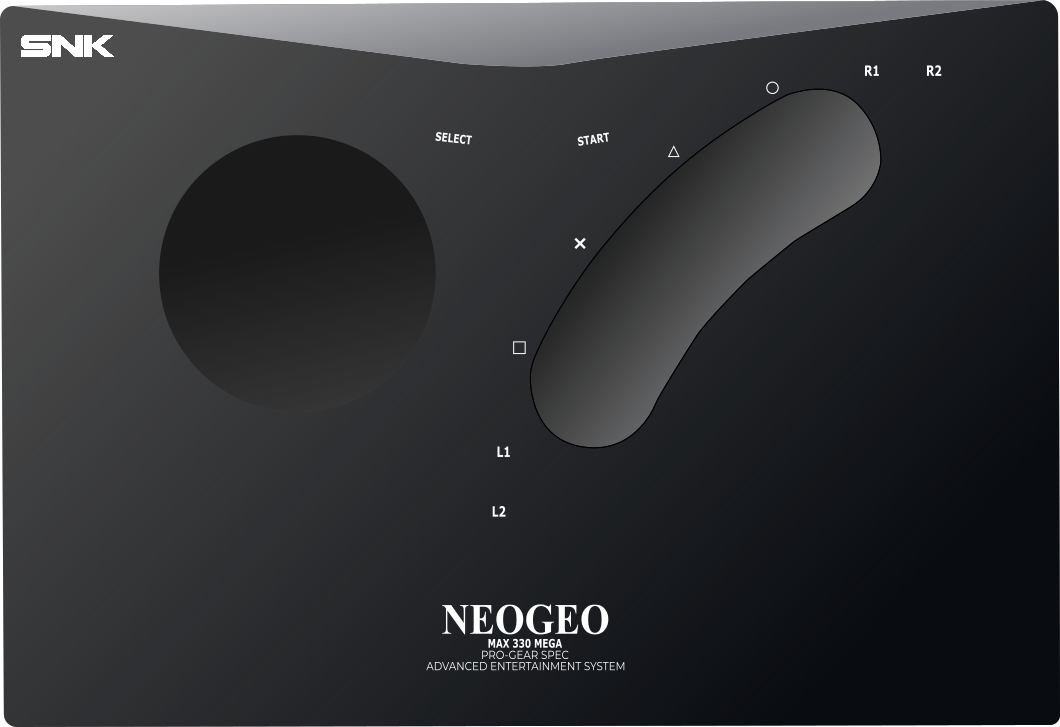 SNK
R1 R2
SELECT START
L1
L2
NEOGEO
MAX 330 MEGA
PRO-GEAR SPEC
ADVANCED ENTERTAINMENT SYSTEM